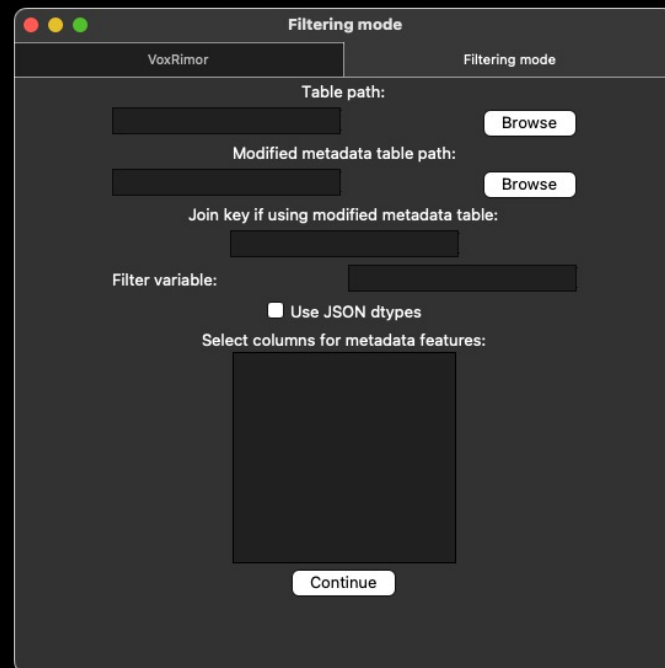 Filtering mode
VoxRimor
Filtering mode
Table path:
Browse
Modified metadata table path:
Browse
Join key if using modified metadata table:
Filter variable:
Use JSON dtypes
Select columns for metadata features:
Continue